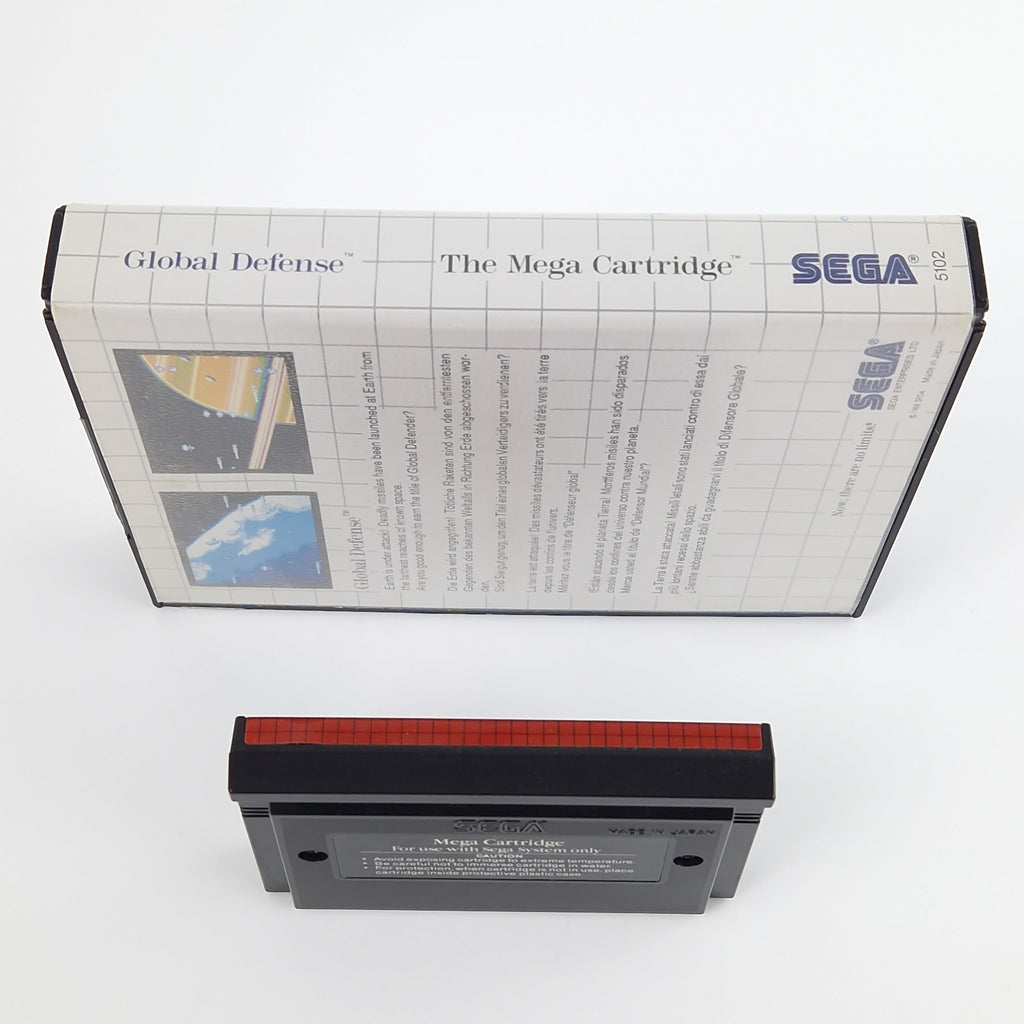 Global Defense™
The Mega Cartridge™
SEGA®
5102
Global Defense™
Earth is under attack! Deadly missiles have been launched at Earth from
the farthest reaches of known space.
Are you good enough to earn the title of Global Defender?
Die Erde wird angegriffen! Tödliche Raketen sind von den entferntesten
Gegenden des bekannten Weltalls in Richtung Erde abgeschossen wor-
den.
Sind Sie gut genug, um den Titel eines globalen Verteidigers zu verdienen?
La terre est attaquée! Des missiles dévastateurs ont été tirés vers la terre
depuis les confins de l'univers.
Méritez-vous le titre de "Défenseur global"
¡Están atacando el planeta Tierra! Mortíferos misiles han sido disparados
desde los confines del universo contra nuestro planeta.
Merece usted el título de "Defensor Mundial"?
La Terra è stata attaccata! Missili letali sono stati lanciati contro di essa dai
più lontani recessi dello spazio.
¿Siete abbastanza abili da guadagnarvi il titolo di Difensore Globale?
Now, there are no limits®
SEGA®
SEGA ENTERPRISES LTD.
Made in Japan
SEGA
MADE IN JAPAN
Mega Cartridge
For use with Sega System only
CAUTION
• Avoid exposing cartridge to extreme temperature.
• Be careful not to immerse cartridge in water.
• For protection, when cartridge is not in use, place
cartridge inside protective plastic case.